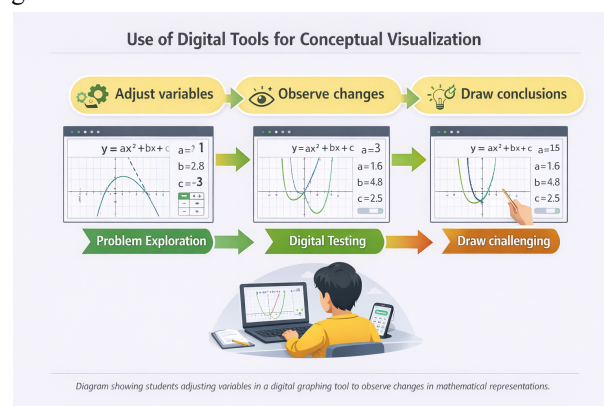 Use of Digital Tools for Conceptual Visualization
Adjust variables
Observe changes
Draw conclusions
y = ax² + bx + c
a=? 1
b=2.8
c=-3
y = ax² + bx + c
a=3
a=1.6
b=4.8
c=2.5
y = ax² + bx + c
a=15
a=1.6
b=4.8
c=2.5
Problem Exploration
Digital Testing
Draw challenging
Diagram showing students adjusting variables in a digital graphing tool to observe changes in mathematical representations.